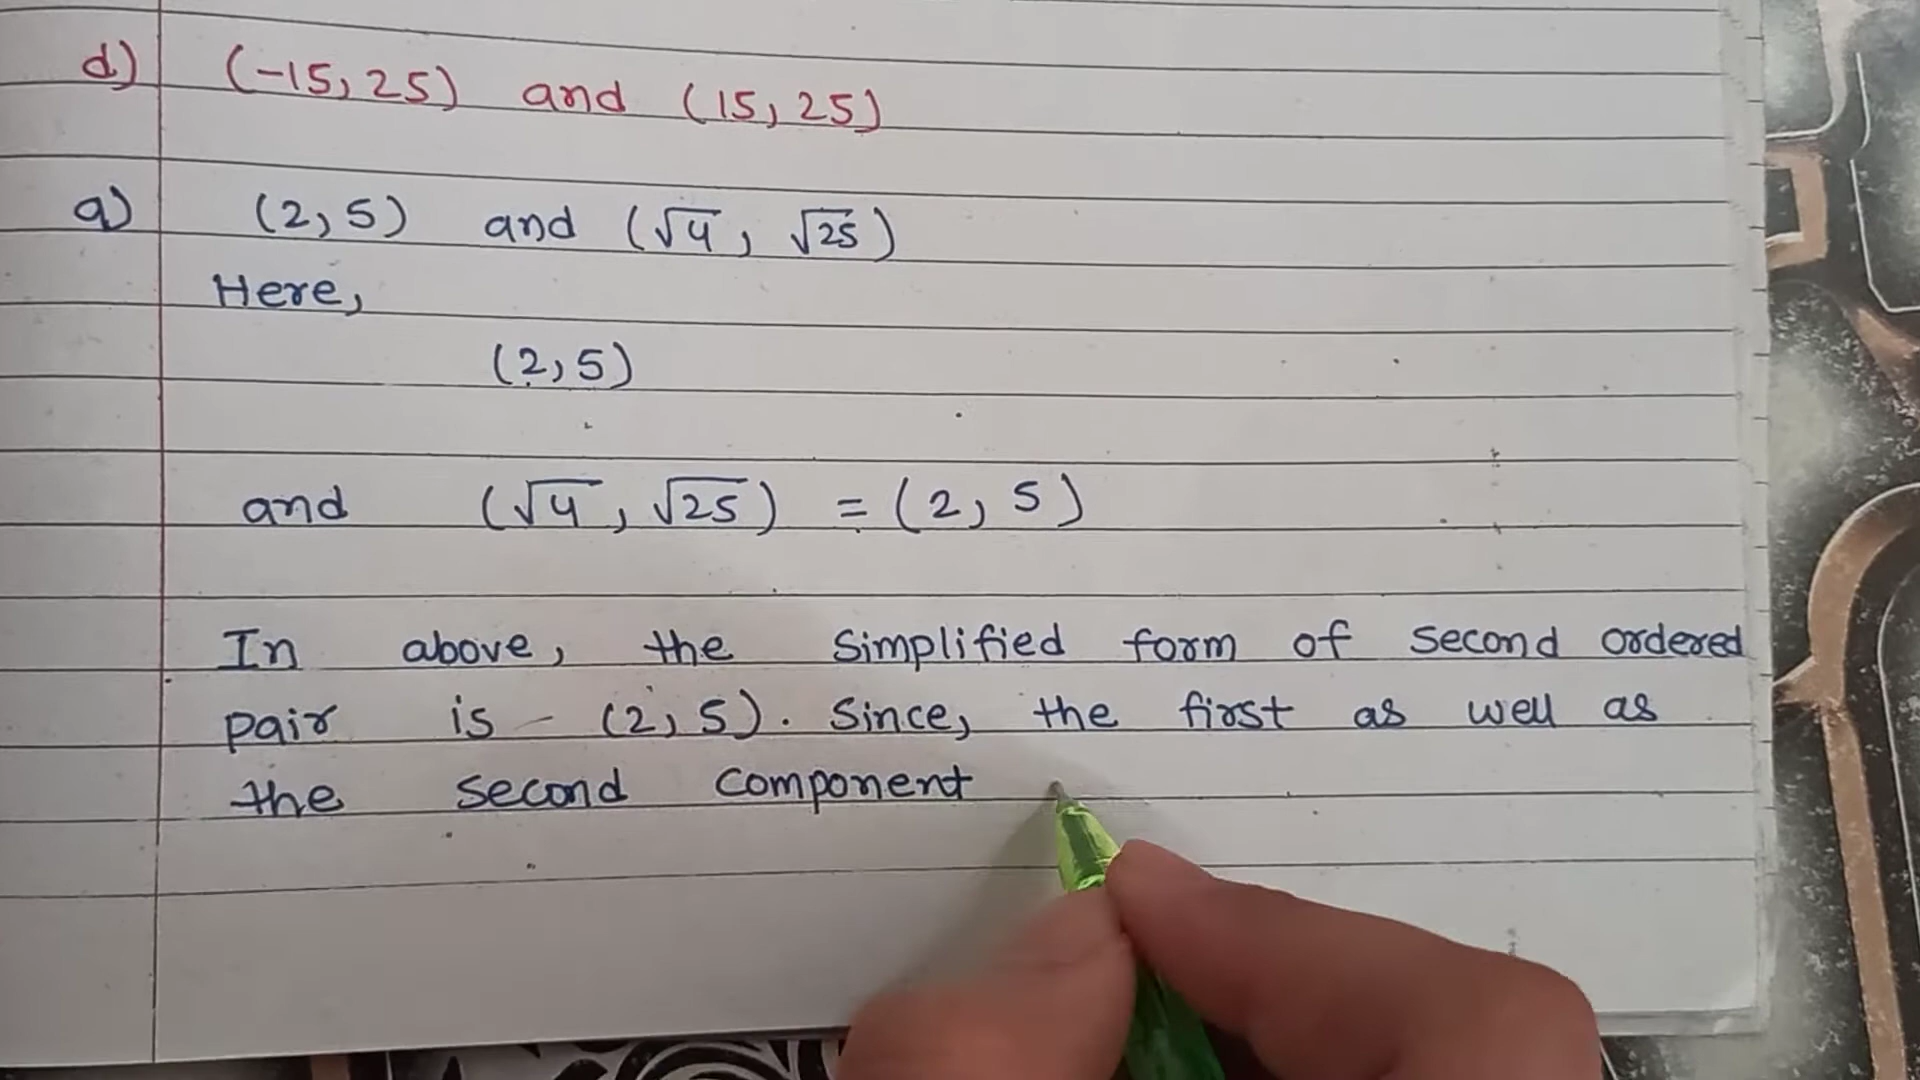 d) (-15, 25) and (15, 25)
a) (2, 5) and (√4, √25)
Here,
(2, 5)
and (√4, √25) = (2, 5)
In above, the simplified form of second ordered
pair is - (2, 5). Since, the first as well as
the second component